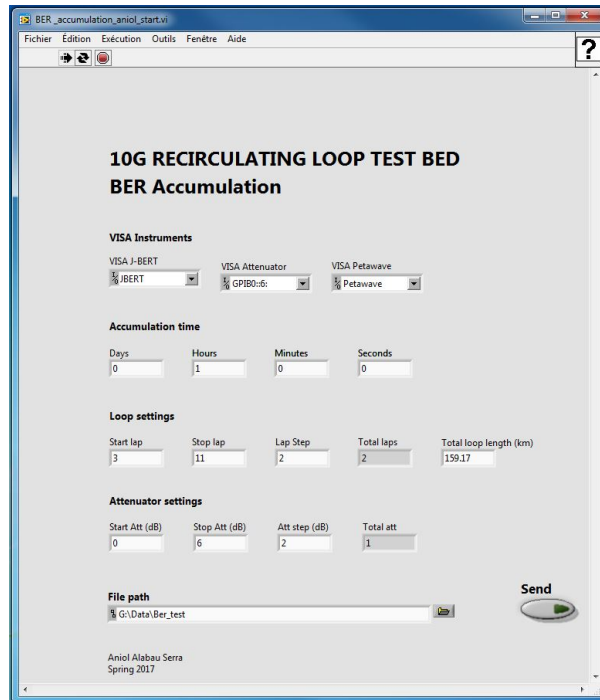 BER _accumulation_aniol_start.vi
Fichier Édition Exécution Outils Fenêtre Aide
?
10G RECIRCULATING LOOP TEST BED
BER Accumulation
VISA Instruments
VISA J-BERT VISA Attenuator VISA Petawave
JBERT GPIB0::6: Petawave
Accumulation time
Days Hours Minutes Seconds
0 1 0 0
Loop settings
Start lap Stop lap Lap Step Total laps Total loop length (km)
3 11 2 2 159.17
Attenuator settings
Start Att (dB) Stop Att (dB) Att step (dB) Total att
0 6 2 1
File path Send
G:\Data\Ber_test
Aniol Alabau Serra
Spring 2017